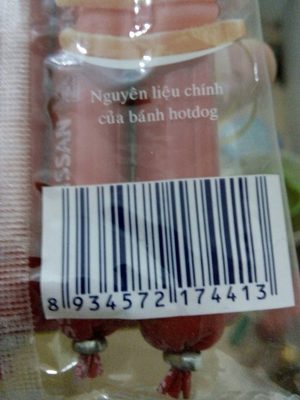 Nguyên liệu chính
của bánh hotdog
8 934572 174413